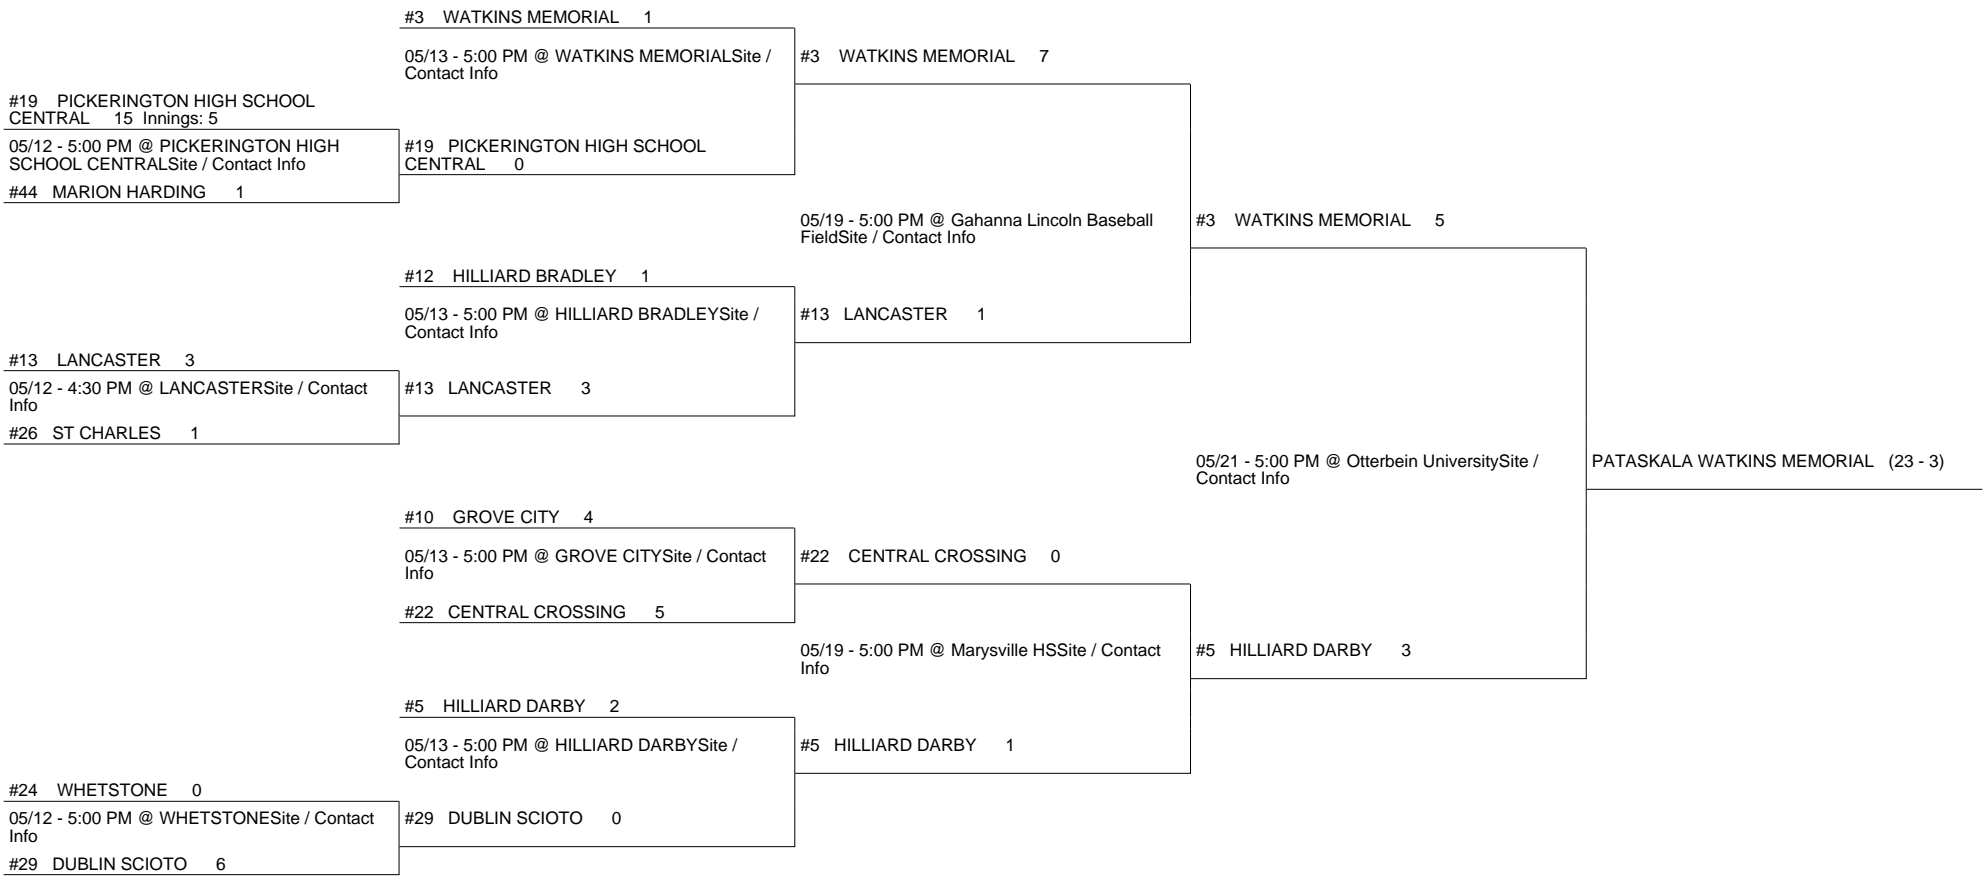 #3 WATKINS MEMORIAL 1
05/13 - 5:00 PM @ WATKINS MEMORIALSite /
Contact Info
#3 WATKINS MEMORIAL 7
#19 PICKERINGTON HIGH SCHOOL
CENTRAL 15 Innings: 5
05/12 - 5:00 PM @ PICKERINGTON HIGH
SCHOOL CENTRALSite / Contact Info
#44 MARION HARDING 1
#19 PICKERINGTON HIGH SCHOOL
CENTRAL 0
05/19 - 5:00 PM @ Gahanna Lincoln Baseball
FieldSite / Contact Info
#3 WATKINS MEMORIAL 5
#12 HILLIARD BRADLEY 1
05/13 - 5:00 PM @ HILLIARD BRADLEYSite /
Contact Info
#13 LANCASTER 1
#13 LANCASTER 3
05/12 - 4:30 PM @ LANCASTERSite / Contact
Info
#26 ST CHARLES 1
#13 LANCASTER 3
05/21 - 5:00 PM @ Otterbein UniversitySite /
Contact Info
PATASKALA WATKINS MEMORIAL (23 - 3)
#10 GROVE CITY 4
05/13 - 5:00 PM @ GROVE CITYSite / Contact
Info
#22 CENTRAL CROSSING 0
#22 CENTRAL CROSSING 5
05/19 - 5:00 PM @ Marysville HSSite / Contact
Info
#5 HILLIARD DARBY 3
#5 HILLIARD DARBY 2
05/13 - 5:00 PM @ HILLIARD DARBYSite /
Contact Info
#5 HILLIARD DARBY 1
#24 WHETSTONE 0
05/12 - 5:00 PM @ WHETSTONESite / Contact
Info
#29 DUBLIN SCIOTO 6
#29 DUBLIN SCIOTO 0